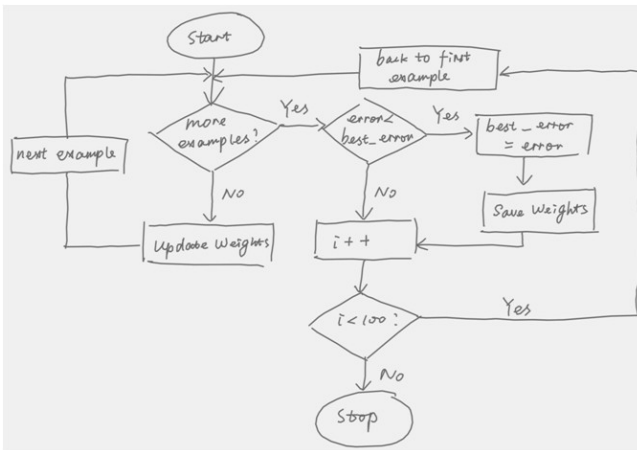 Start
back to first
example
more
examples?
Yes
error<
best_error
Yes
best_error
= error
next example
No
No
Save Weights
Update Weights
i++
i<100?
Yes
No
Stop